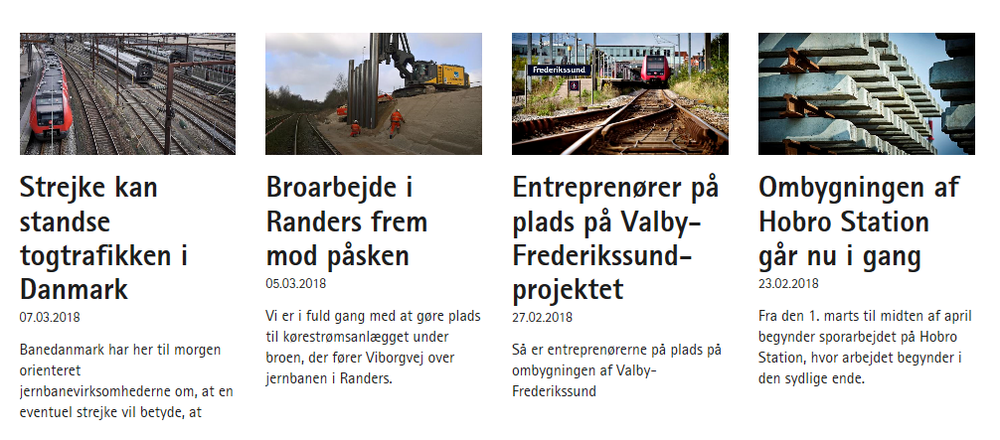 Frederikssund
Strejke kan
standse
togtrafikken i
Danmark
07.03.2018
Banedanmark har her til morgen
orienteret
jernbanevirksomhederne om, at en
eventuel strejke vil betyde, at
Broarbejde i
Randers frem
mod påsken
05.03.2018
Vi er i fuld gang med at gøre plads
til kørestrømsanlægget under
broen, der fører Viborgvej over
jernbanen i Randers.
Entreprenører på
plads på Valby-
Frederikssund-
projektet
27.02.2018
Så er entreprenørerne på plads på
ombygningen af Valby-
Frederikssund
Ombygningen af
Hobro Station
går nu i gang
23.02.2018
Fra den 1. marts til midten af april
begynder sporarbejdet på Hobro
Station, hvor arbejdet begynder i
den sydlige ende.